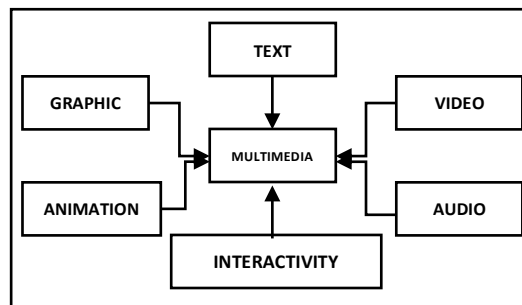 TEXT
GRAPHIC
VIDEO
MULTIMEDIA
ANIMATION
AUDIO
INTERACTIVITY